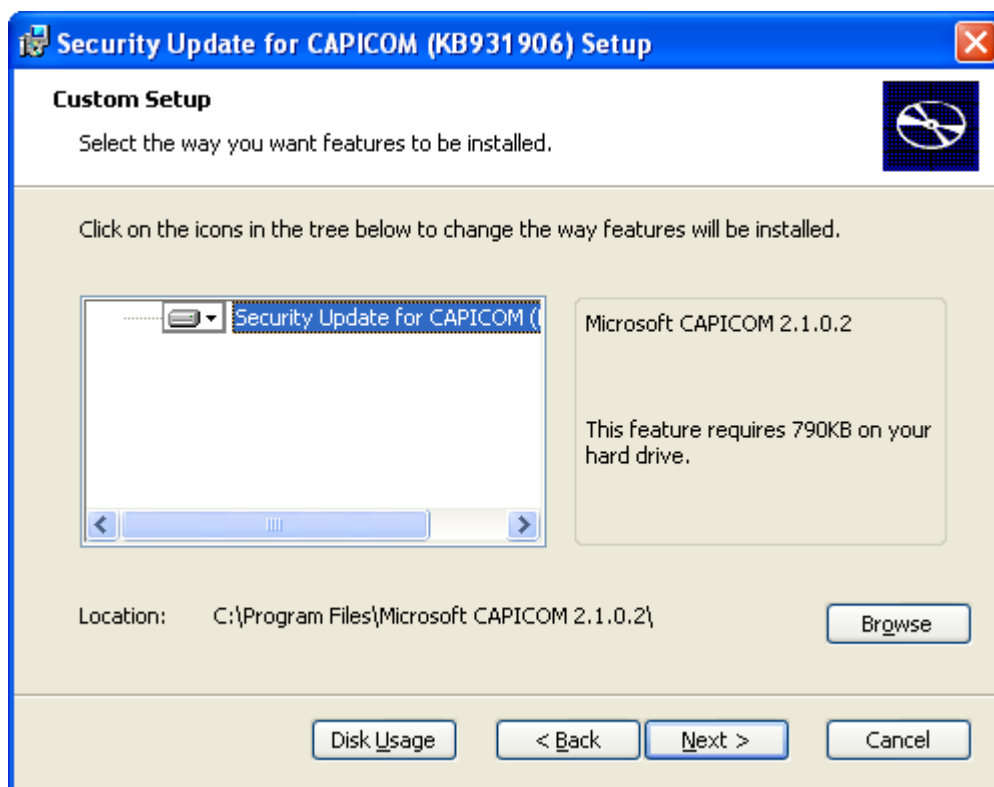 Security Update for CAPICOM (KB931906) Setup
Custom Setup
Select the way you want features to be installed.
Click on the icons in the tree below to change the way features will be installed.
Security Update for CAPICOM (
Microsoft CAPICOM 2.1.0.2
This feature requires 790KB on your
hard drive.
Location: C:\Program Files\Microsoft CAPICOM 2.1.0.2\
Browse
Disk Usage
< Back
Next >
Cancel